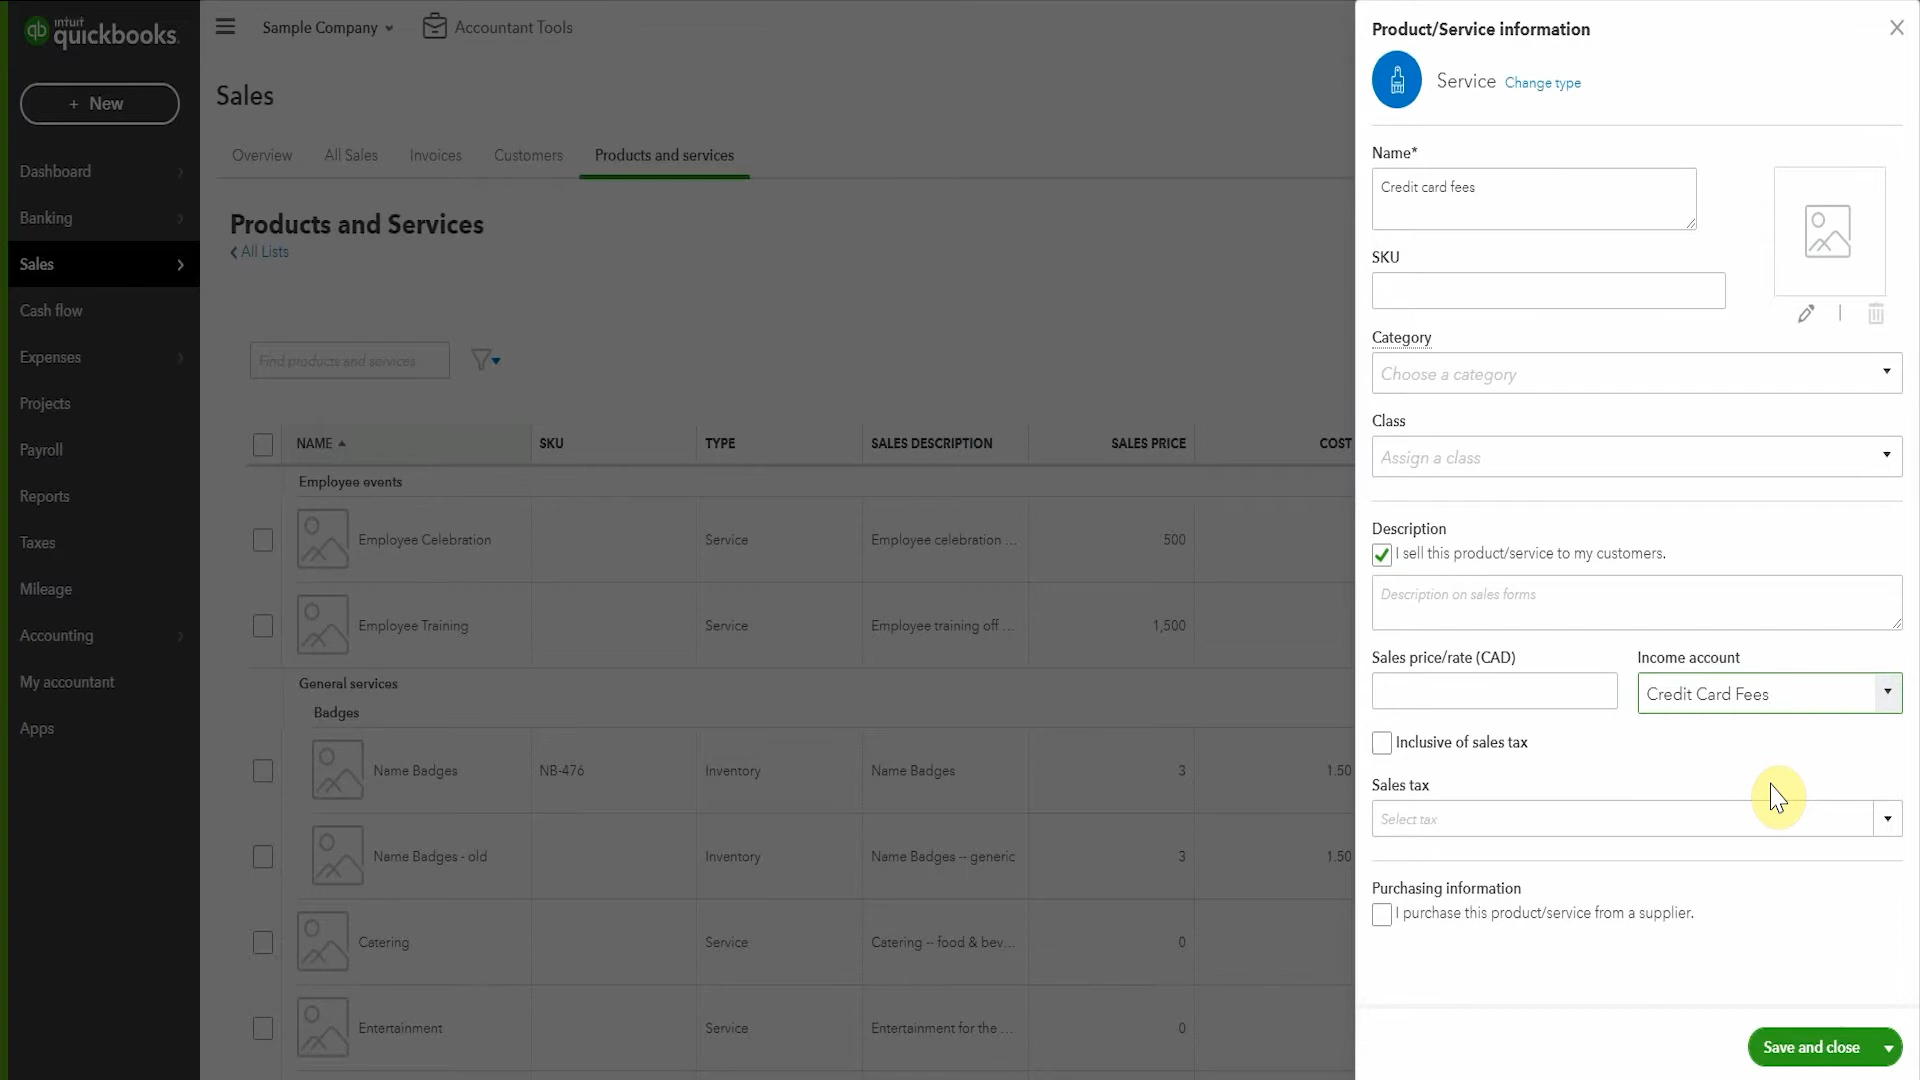 intuit
quickbooks.
+ New
Dashboard
Banking
Sales
Cash flow
Expenses
Projects
Payroll
Reports
Taxes
Mileage
Accounting
My accountant
Apps
Sample Company
Accountant Tools
Sales
Overview
All Sales
Invoices
Customers
Products and services
Products and Services
All Lists
Find products and services
NAME
SKU
TYPE
SALES DESCRIPTION
SALES PRICE
COST
Employee events
Employee Celebration
Service
Employee celebration ...
500
Employee Training
Service
Employee training off ...
1,500
General services
Badges
Name Badges
NB-476
Inventory
Name Badges
3
1.50
Name Badges - old
Inventory
Name Badges -- generic
3
1.50
Catering
Service
Catering -- food & bev...
0
Entertainment
Service
Entertainment for the ...
0
Product/Service information
Service
Change type
Name*
Credit card fees
SKU
Category
Choose a category
Class
Assign a class
Description
I sell this product/service to my customers.
Description on sales forms
Sales price/rate (CAD)
Income account
Credit Card Fees
Inclusive of sales tax
Sales tax
Select tax
Purchasing information
I purchase this product/service from a supplier.
Save and close